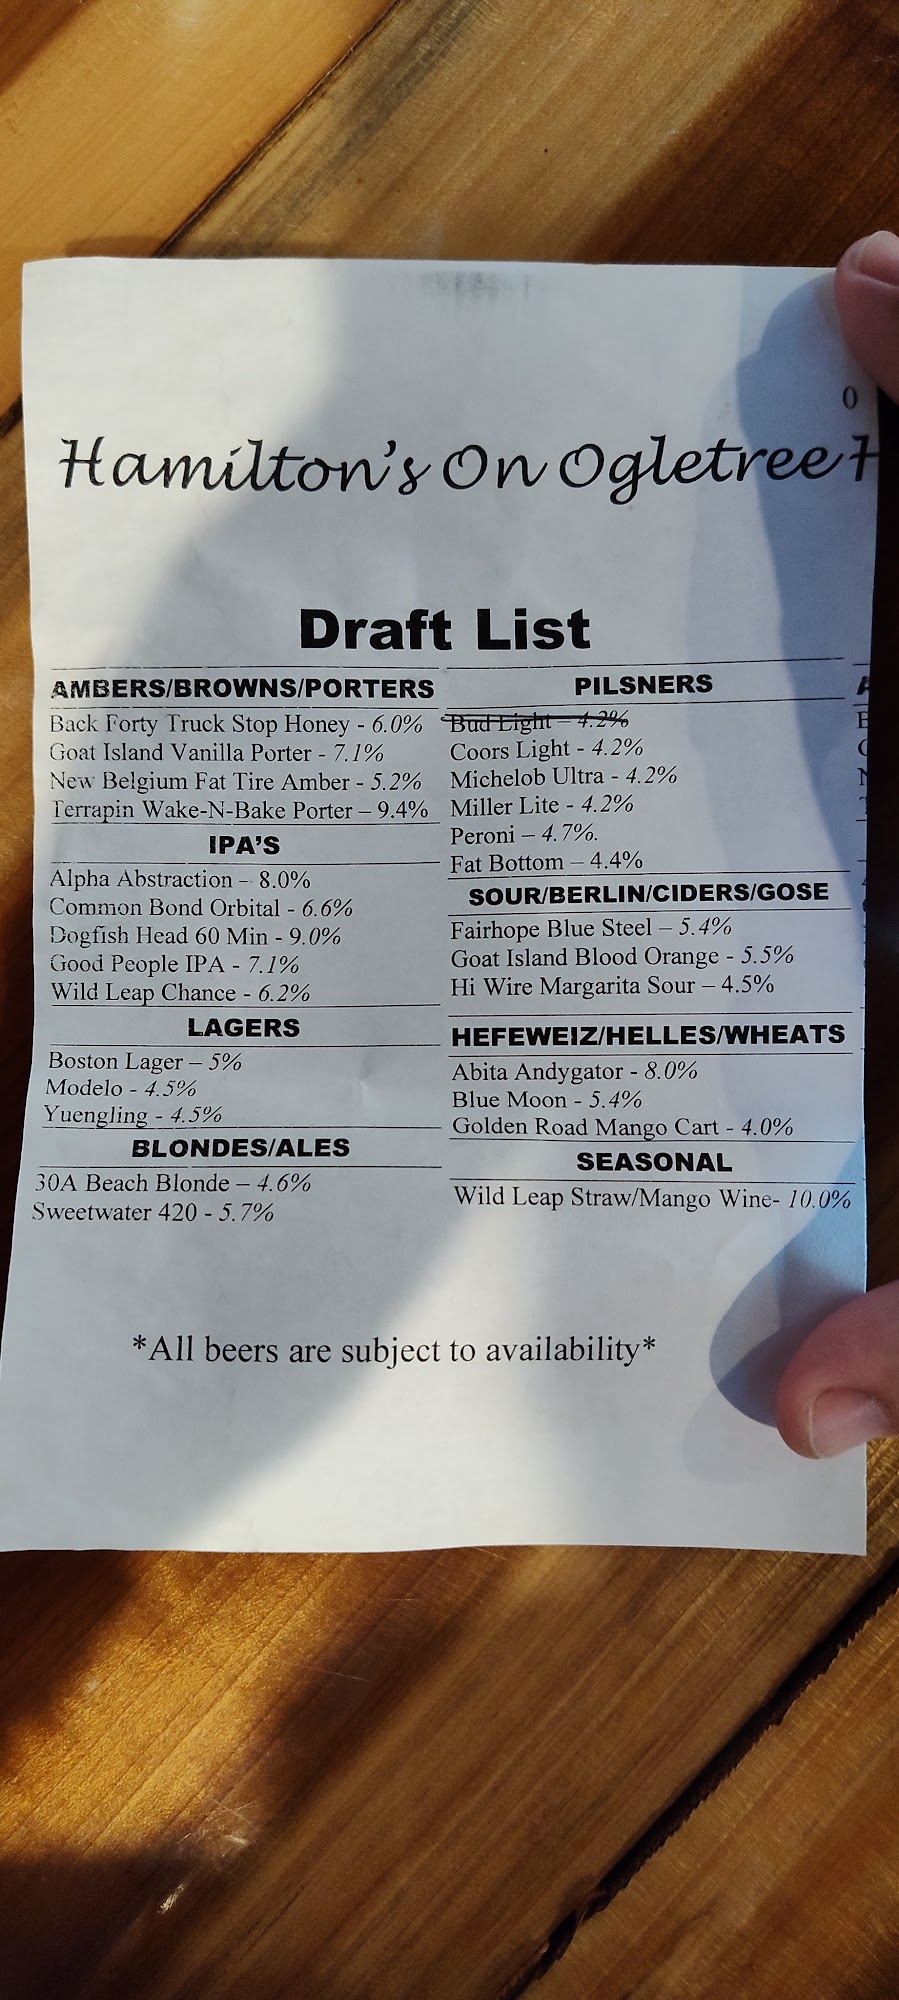 0
Hamilton's On Ogletree H
Draft List
AMBERS/BROWNS/PORTERS
Back Forty Truck Stop Honey - 6.0%
Goat Island Vanilla Porter - 7.1%
New Belgium Fat Tire Amber - 5.2%
Terrapin Wake-N-Bake Porter – 9.4%
IPA'S
Alpha Abstraction – 8.0%
Common Bond Orbital - 6.6%
Dogfish Head 60 Min - 9.0%
Good People IPA - 7.1%
Wild Leap Chance - 6.2%
LAGERS
Boston Lager – 5%
Modelo - 4.5%
Yuengling - 4.5%
BLONDES/ALES
30A Beach Blonde – 4.6%
Sweetwater 420 - 5.7%
PILSNERS
Bud Light – 4.2%
Coors Light - 4.2%
Michelob Ultra - 4.2%
Miller Lite - 4.2%
Peroni – 4.7%.
Fat Bottom – 4.4%
SOUR/BERLIN/CIDERS/GOSE
Fairhope Blue Steel – 5.4%
Goat Island Blood Orange - 5.5%
Hi Wire Margarita Sour – 4.5%
HEFEWEIZ/HELLES/WHEATS
Abita Andygator - 8.0%
Blue Moon - 5.4%
Golden Road Mango Cart - 4.0%
SEASONAL
Wild Leap Straw/Mango Wine- 10.0%
*All beers are subject to availability*